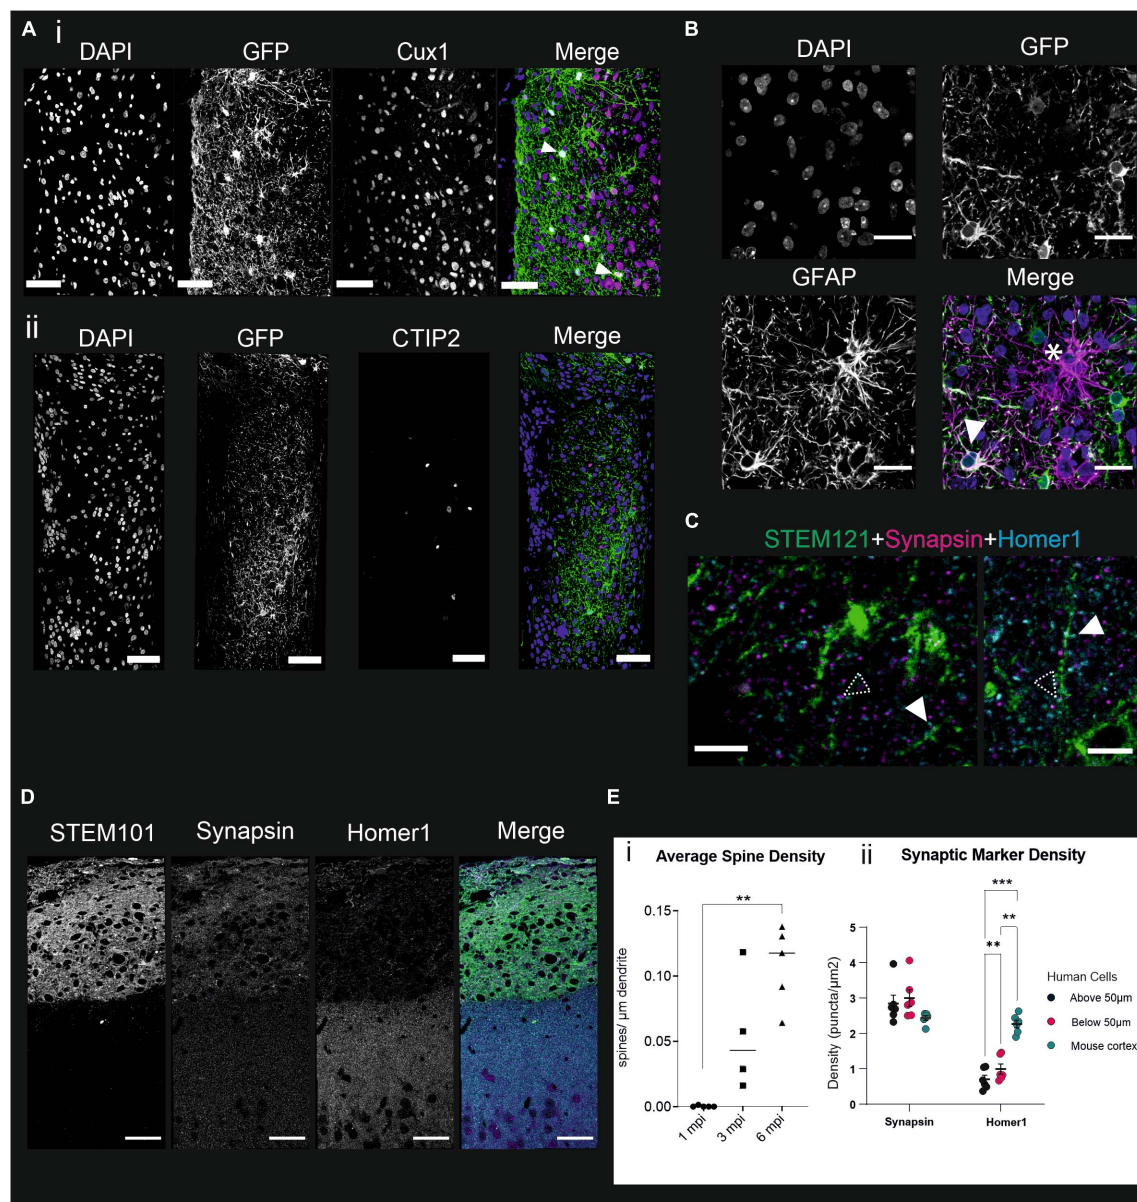 A
i
DAPI GFP Cux1 Merge
ii
DAPI GFP CTIP2 Merge
B
DAPI GFP
GFAP Merge
*
C
STEM121+Synapsin+Homer1
D
STEM101 Synapsin Homer1 Merge
E
i
Average Spine Density
**
0.15
0.10
0.05
0.00
spines/ µm dendrite
1 mpi
3 mpi
6 mpi
ii
Synaptic Marker Density
***
**
**
5
4
3
2
1
0
Density (puncta/µm2)
Synapsin Homer1
Human Cells
Above 50µm
Below 50µm
Mouse cortex